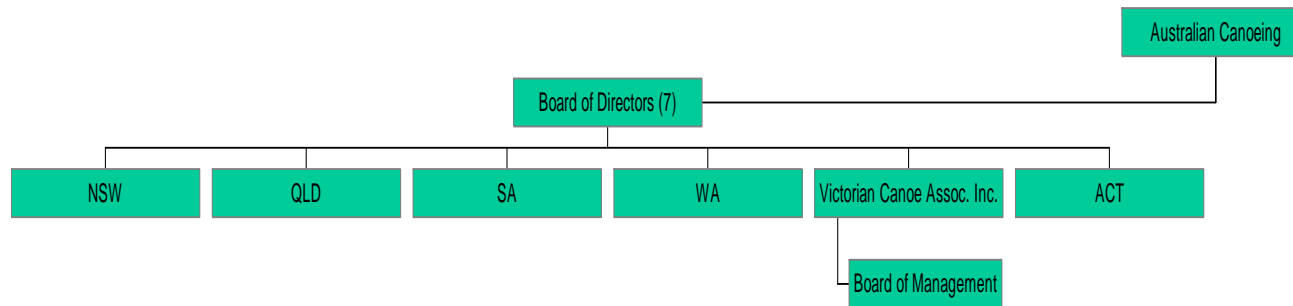 Australian Canoeing
Board of Directors (7)
NSW
QLD
SA
WA
Victorian Canoe Assoc. Inc.
ACT
Board of Management